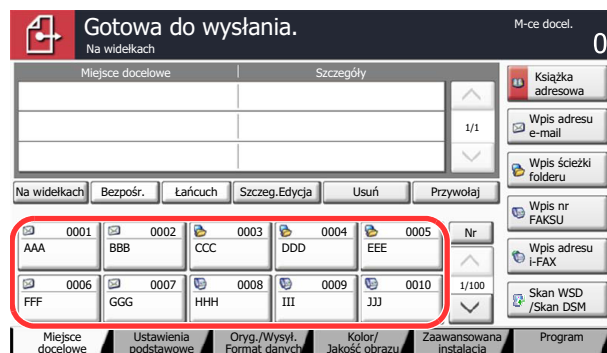 Gotowa do wysłania.
Na widełkach
M-ce docel.
0
Miejsce docelowe
Szczegóły
1/1
Książka
adresowa
Wpis adresu
e-mail
Wpis ścieżki
folderu
Wpis nr
FAKSU
Wpis adresu
i-FAX
Skan WSD
/Skan DSM
Na widełkach
Bezpośr.
Łańcuch
Szczeg.Edycja
Usuń
Przywołaj
0001
AAA
0002
BBB
0003
CCC
0004
DDD
0005
EEE
Nr
0006
FFF
0007
GGG
0008
HHH
0009
III
0010
JJJ
1/100
Miejsce
docelowe
Ustawienia
podstawowe
Oryg./Wysył.
Format danych
Kolor/
Jakość obrazu
Zaawansowana
instalacja
Program